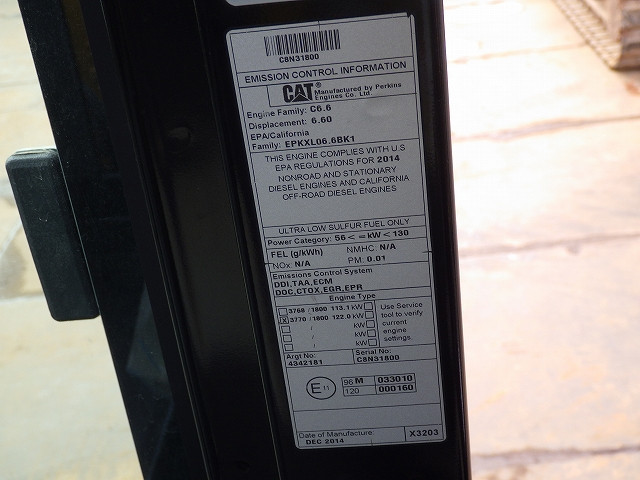 C8N31800
EMISSION CONTROL INFORMATION
CAT® Manufactured by Perkins
Engines Co. Ltd
Engine Family: C6.6
Displacement: 6.60
EPA/California
Family: EPKXL06.6BK1
THIS ENGINE COMPLIES WITH U.S
EPA REGULATIONS FOR 2014
NONROAD AND STATIONARY
DIESEL ENGINES AND CALIFORNIA
OFF-ROAD DIESEL ENGINES
ULTRA LOW SULFUR FUEL ONLY
Power Category: 56 < = kW < 130
FEL (g/kWh) NMHC: N/A
NOx: N/A PM: 0.01
Emissions Control System
DDI,TAA,ECM
DOC,CTOX,EGR,EPR
Engine Type
3768 / 1800 113.1 kW
X 3770 / 1800 122.0 kW
/ kW
/ kW
/ kW
Use Service
tool to verify
current
engine
settings.
Argt No:
4342181
Serial No:
C8N31800
E 11
96 M 033010
120 000160
Date of Manufacture:
DEC 2014
X3203